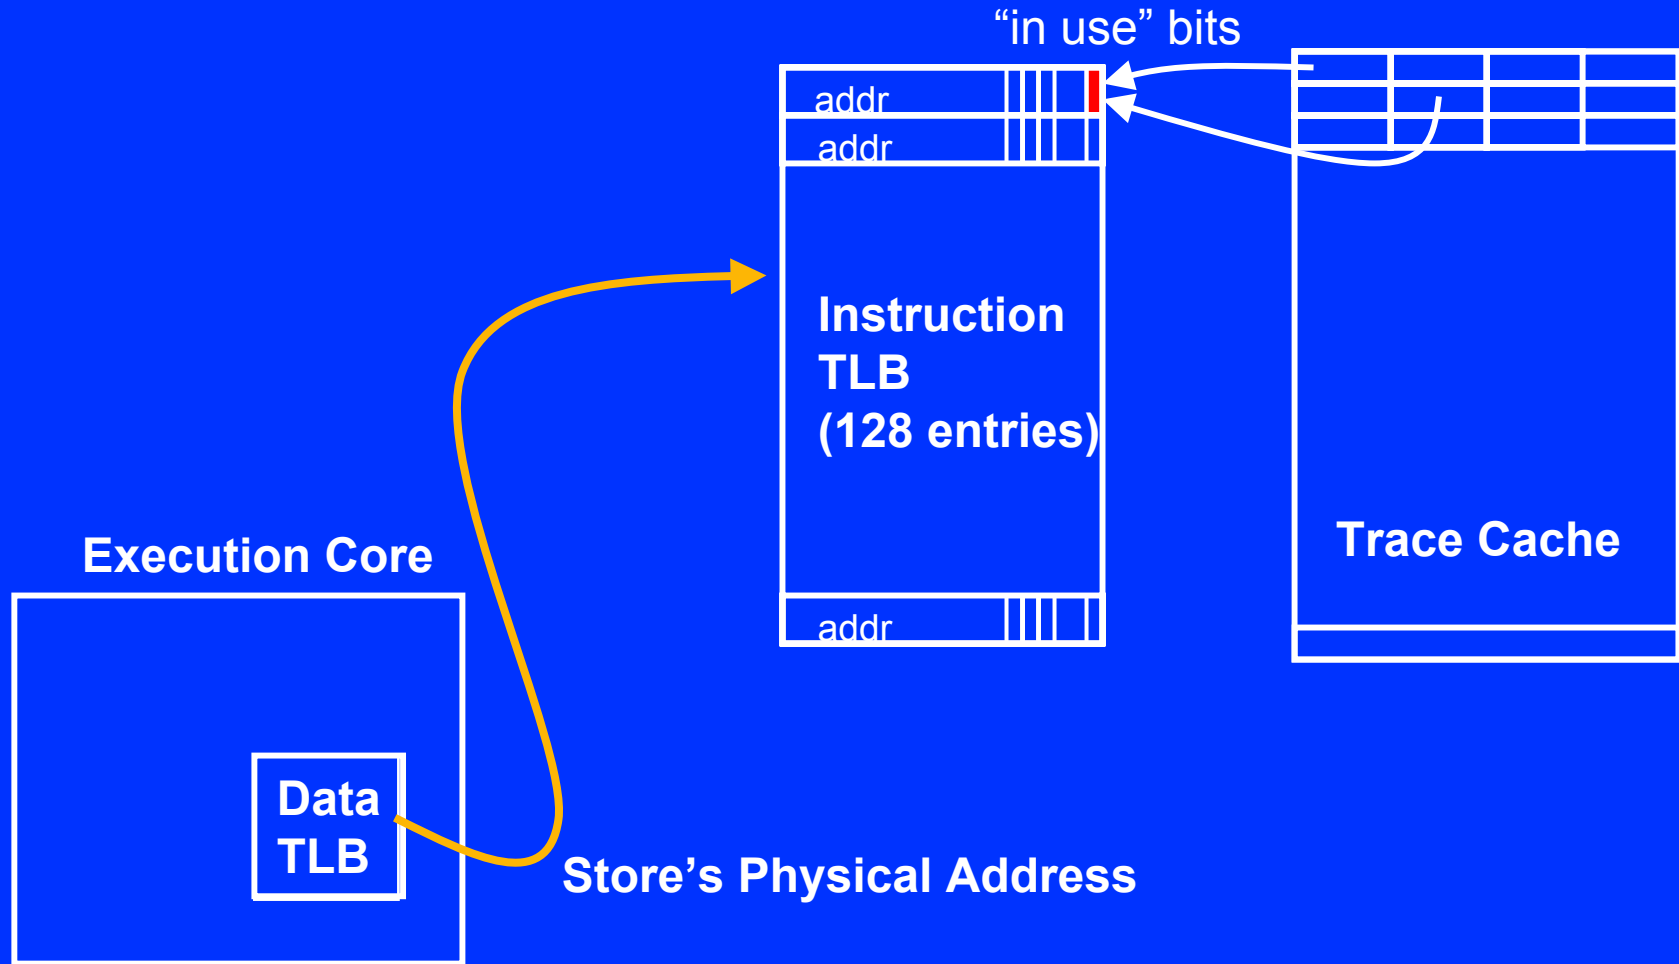 “in use” bits
addr
addr
Instruction
TLB
(128 entries)
Trace Cache
Execution Core
addr
Data
TLB
Store’s Physical Address